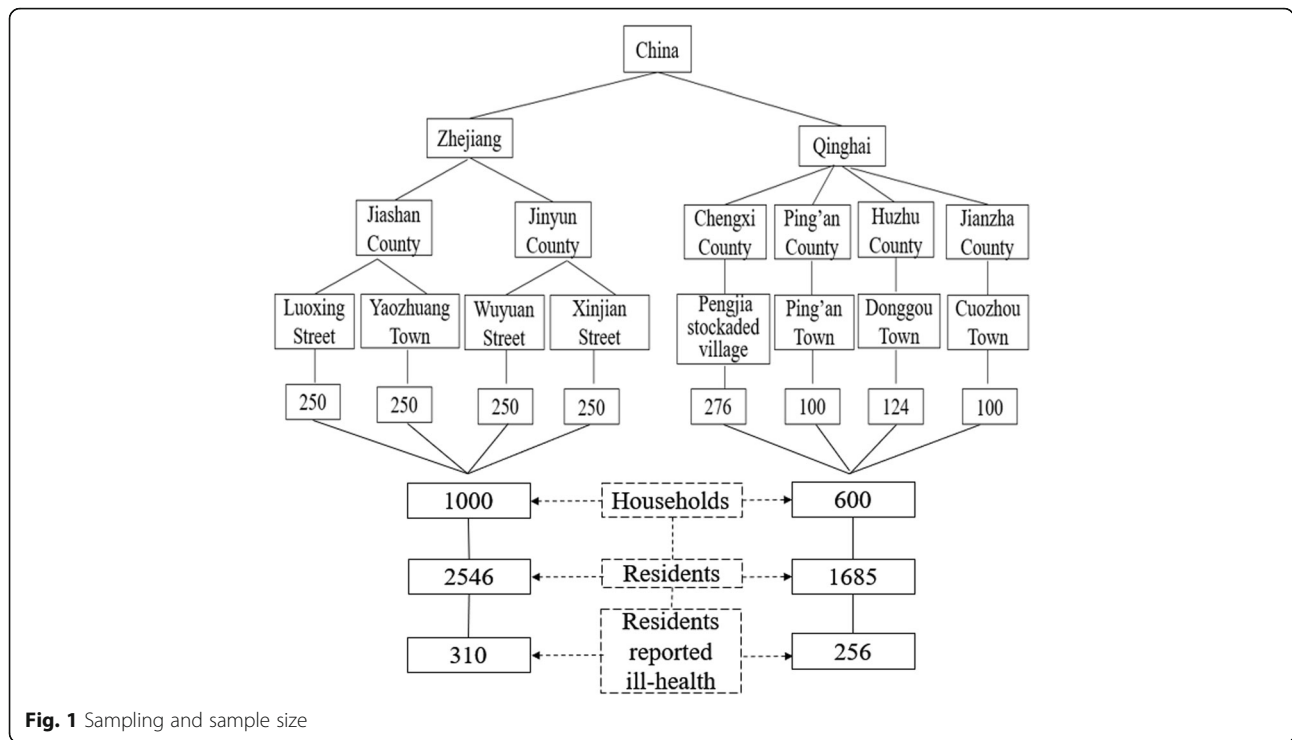 China
Zhejiang
Qinghai
Jiashan
County
Jinyun
County
Chengxi
County
Ping'an
County
Huzhu
County
Jianzha
County
Luoxing
Street
Yaozhuang
Town
Wuyuan
Street
Xinjian
Street
Pengjia
stockaded
village
Ping'an
Town
Donggou
Town
Cuozhou
Town
250
250
250
250
276
100
124
100
1000
Households
600
2546
Residents
1685
310
Residents
reported
ill-health
256
Fig. 1 Sampling and sample size